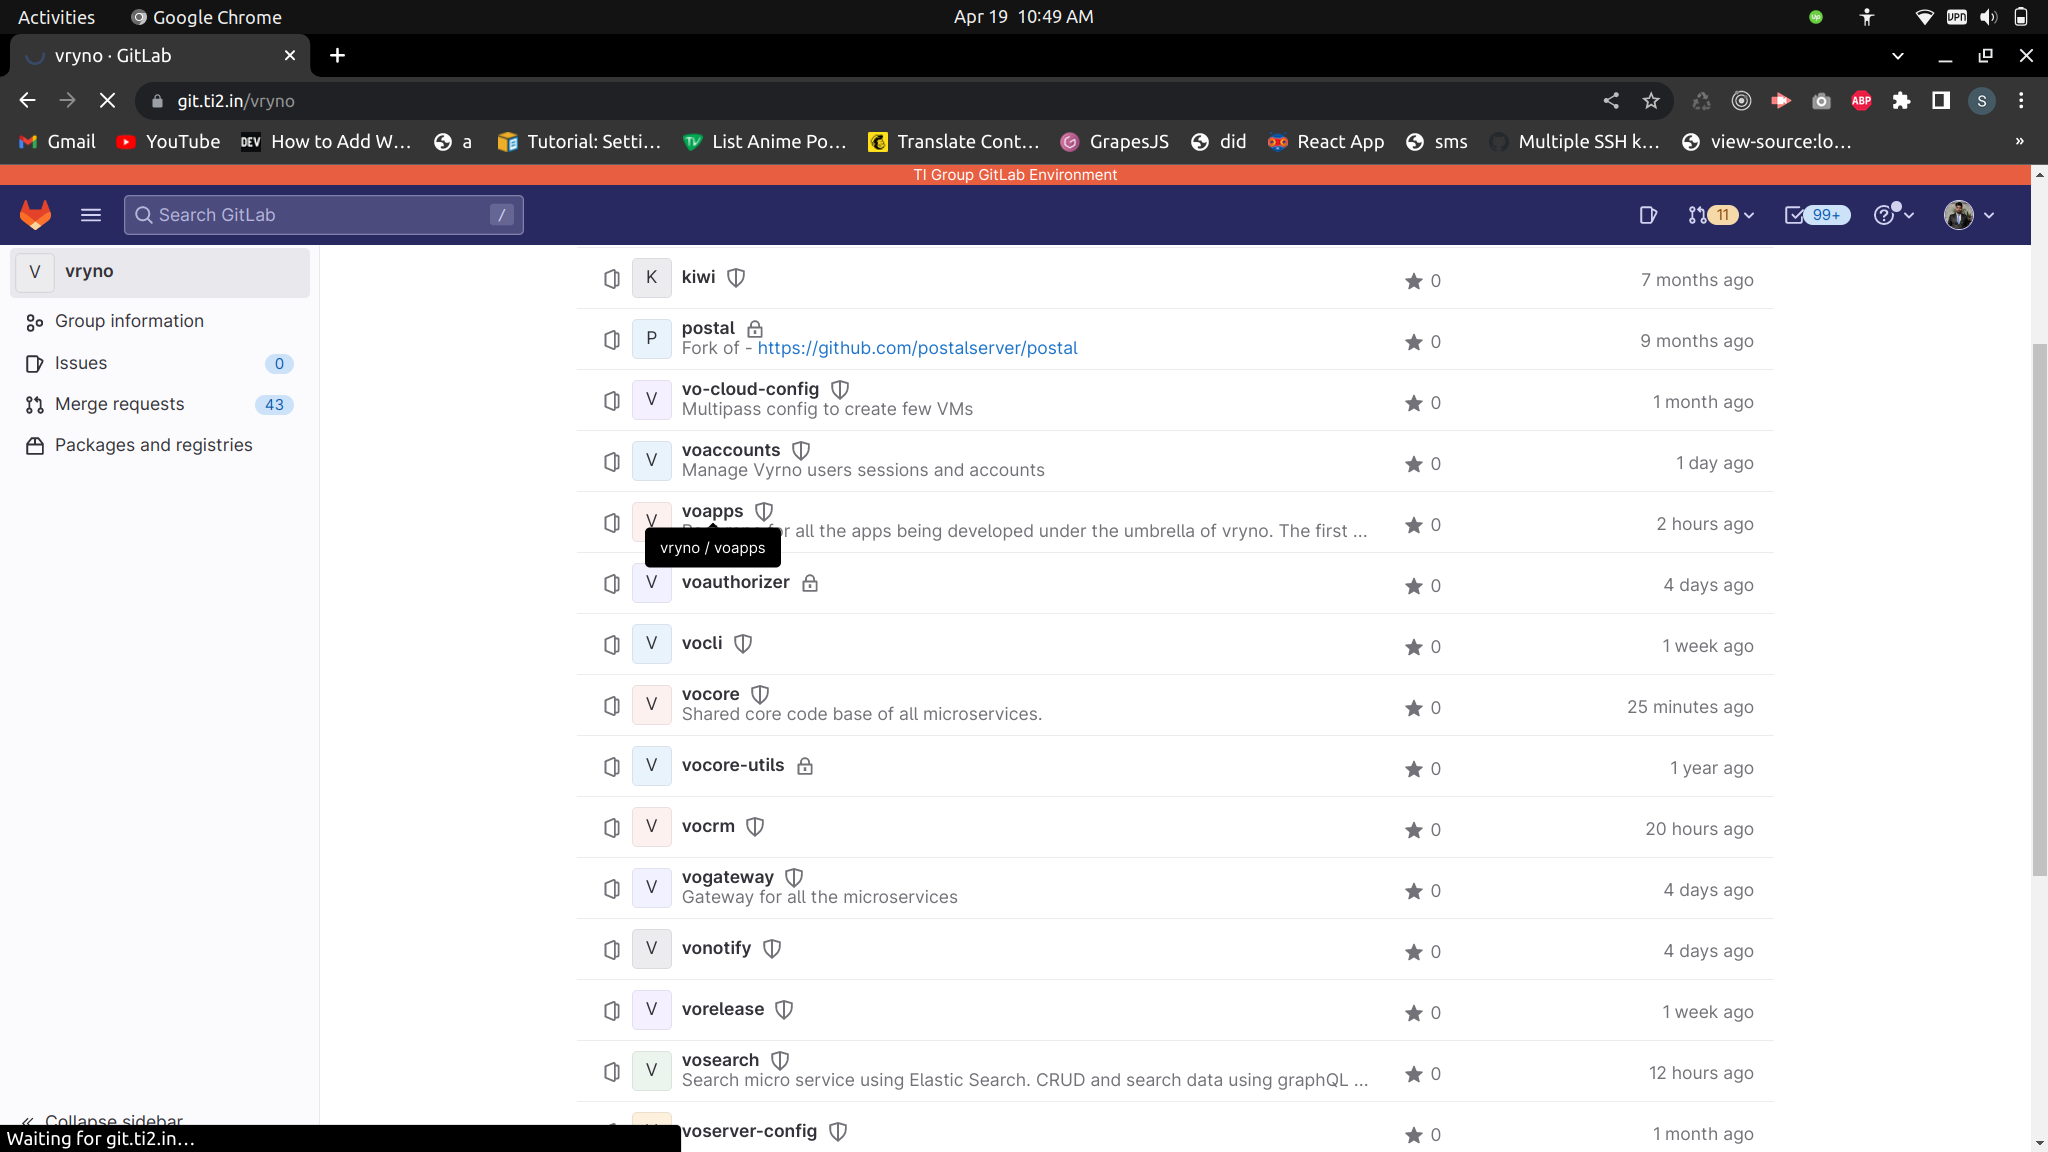 Activities Google Chrome Apr 19 10:49 AM VPN
vryno · GitLab
git.ti2.in/vryno ABP S
Gmail YouTube DEV How to Add W... a Tutorial: Setti... List Anime Po... Translate Cont... GrapesJS did React App sms Multiple SSH k... view-source:lo... »
TI Group GitLab Environment
Search GitLab / 11 99+
V vryno
Group information
Issues 0
Merge requests 43
Packages and registries
Collapse sidebar
Waiting for git.ti2.in...
K kiwi 0 7 months ago
P postal 0 9 months ago
Fork of - https://github.com/postalserver/postal
V vo-cloud-config 0 1 month ago
Multipass config to create few VMs
V voaccounts 0 1 day ago
Manage Vyrno users sessions and accounts
V voapps 0 2 hours ago
all the apps being developed under the umbrella of vryno. The first ...
vryno / voapps
V voauthorizer 0 4 days ago
V vocli 0 1 week ago
V vocore 0 25 minutes ago
Shared core code base of all microservices.
V vocore-utils 0 1 year ago
V vocrm 0 20 hours ago
V vogateway 0 4 days ago
Gateway for all the microservices
V vonotify 0 4 days ago
V vorelease 0 1 week ago
V vosearch 0 12 hours ago
Search micro service using Elastic Search. CRUD and search data using graphQL ...
voserver-config 0 1 month ago